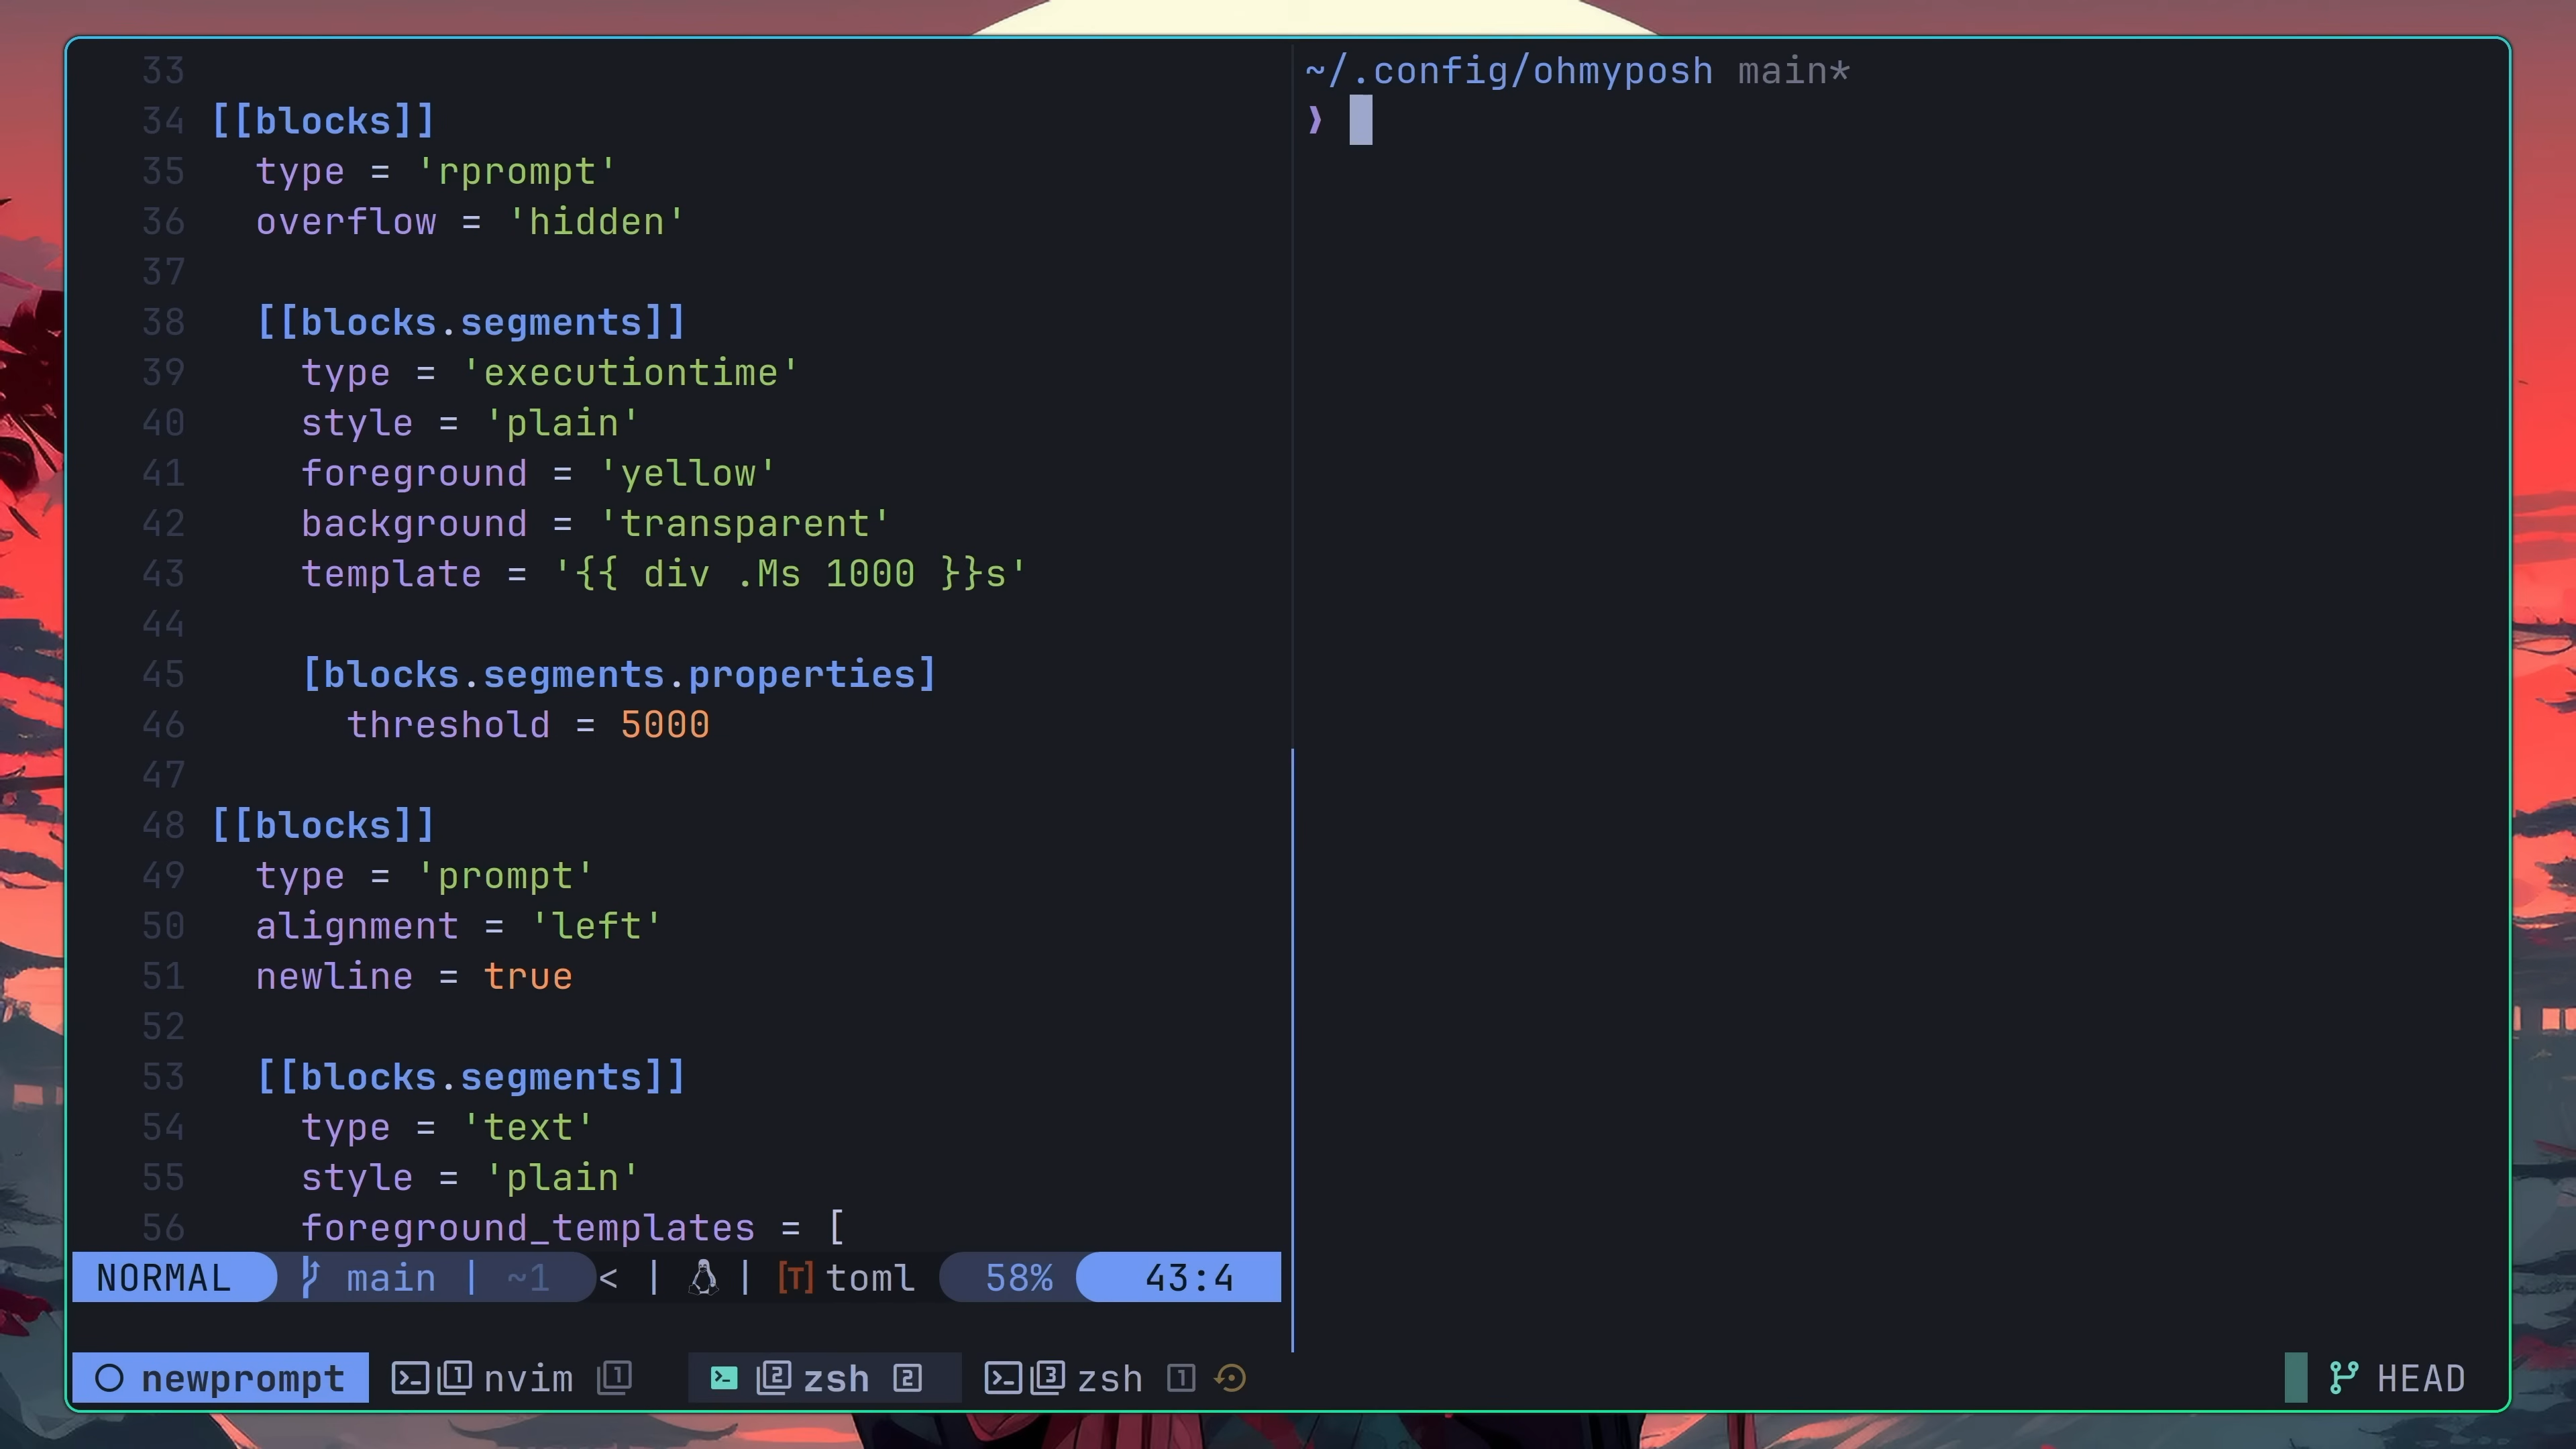 33
34 [[blocks]]
35   type = 'rprompt'
36   overflow = 'hidden'
37
38   [[blocks.segments]]
39     type = 'executiontime'
40     style = 'plain'
41     foreground = 'yellow'
42     background = 'transparent'
43     template = '{{ div .Ms 1000 }}s'
44
45     [blocks.segments.properties]
46       threshold = 5000
47
48 [[blocks]]
49   type = 'prompt'
50   alignment = 'left'
51   newline = true
52
53   [[blocks.segments]]
54     type = 'text'
55     style = 'plain'
56     foreground_templates = [
NORMAL main | ~1 < | | [T] toml 58% 43:4
~/.config/ohmyposh main*
❯
newprompt 1 nvim 1 2 zsh 2 3 zsh 1 HEAD